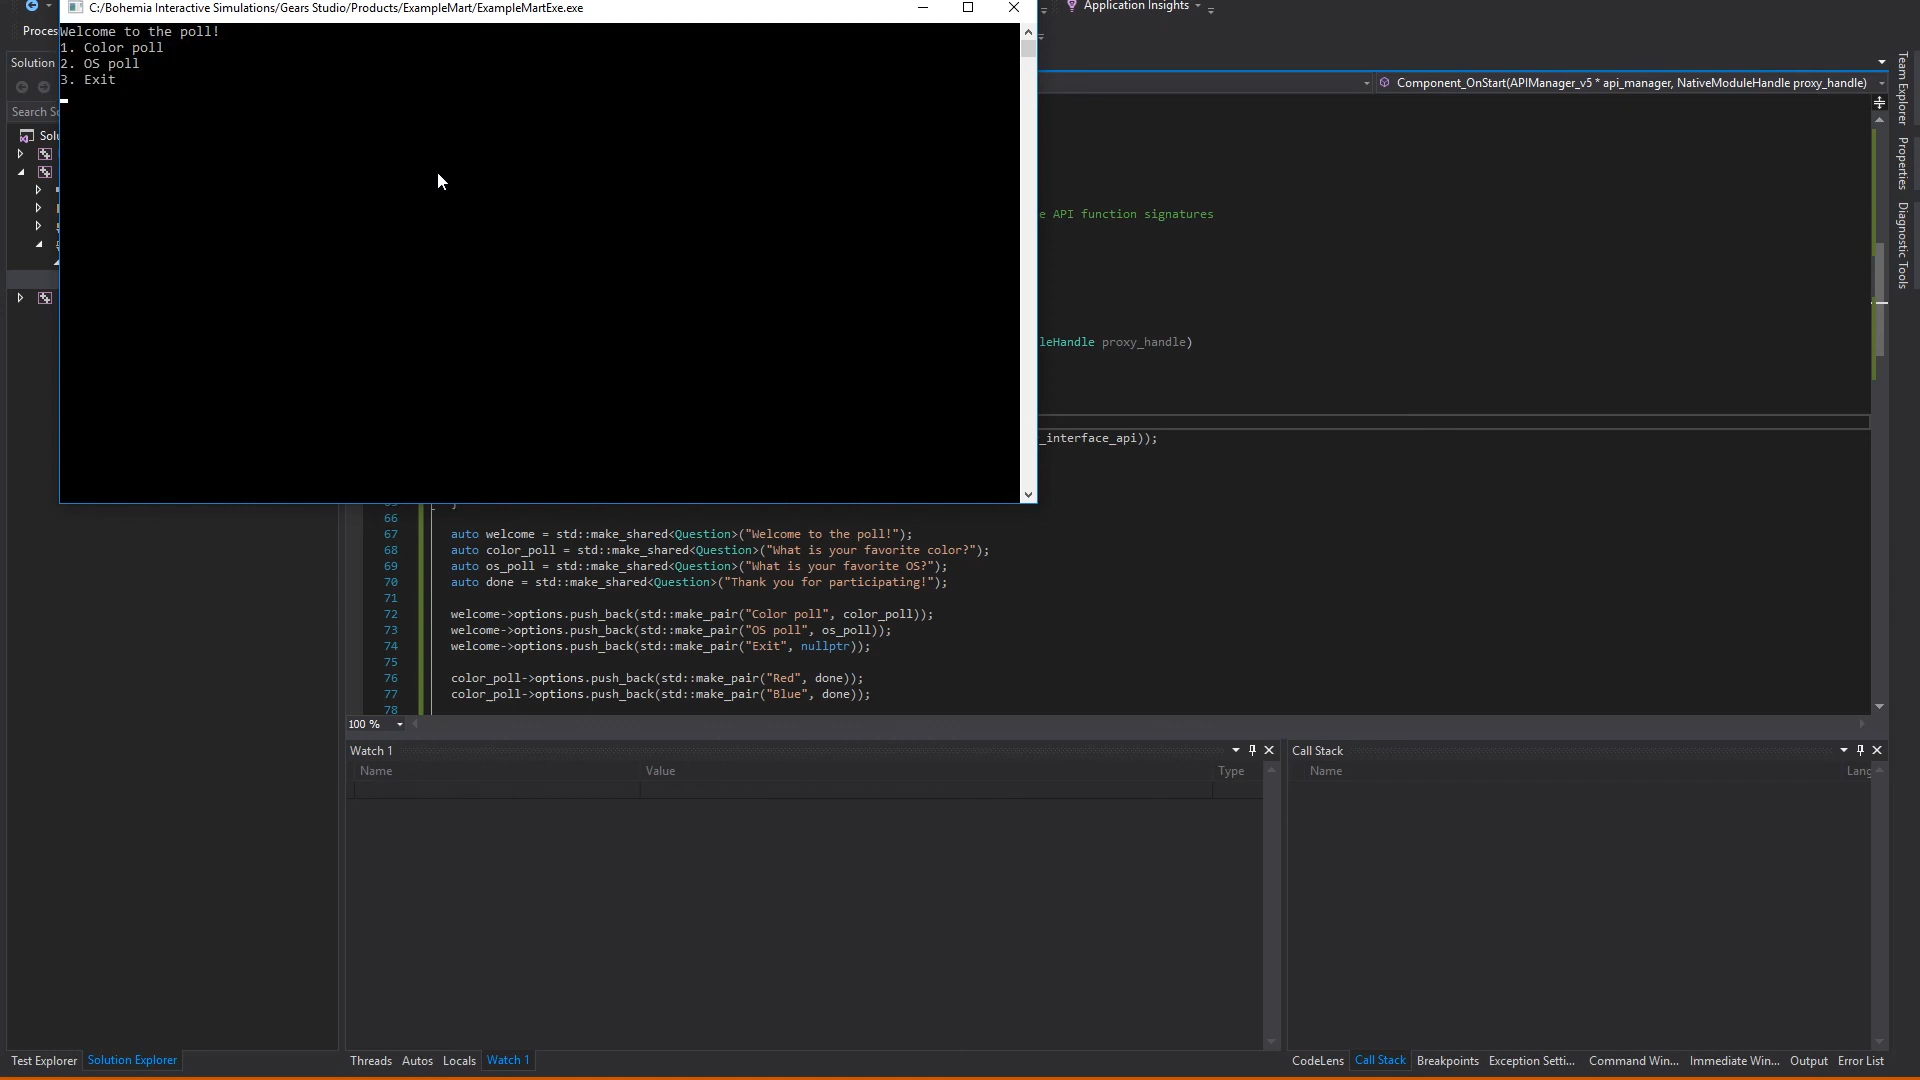 C:/Bohemia Interactive Simulations/Gears Studio/Products/ExampleMart/ExampleMartExe.exe
Application Insights
Proces
Welcome to the poll!
1. Color poll
2. OS poll
3. Exit
Solution
Search So
Solu
Component_OnStart(APIManager_v5 * api_manager, NativeModuleHandle proxy_handle)
Team Explorer
Properties
Diagnostic Tools
e API function signatures
leHandle proxy_handle)
_interface_api));
66
67 auto welcome = std::make_shared<Question>("Welcome to the poll!");
68 auto color_poll = std::make_shared<Question>("What is your favorite color?");
69 auto os_poll = std::make_shared<Question>("What is your favorite OS?");
70 auto done = std::make_shared<Question>("Thank you for participating!");
71
72 welcome->options.push_back(std::make_pair("Color poll", color_poll));
73 welcome->options.push_back(std::make_pair("OS poll", os_poll));
74 welcome->options.push_back(std::make_pair("Exit", nullptr));
75
76 color_poll->options.push_back(std::make_pair("Red", done));
77 color_poll->options.push_back(std::make_pair("Blue", done));
78
100 %
Watch 1
Name Value Type
Call Stack
Name Lang
Test Explorer Solution Explorer
Threads Autos Locals Watch 1
CodeLens Call Stack Breakpoints Exception Setti... Command Win... Immediate Win... Output Error List